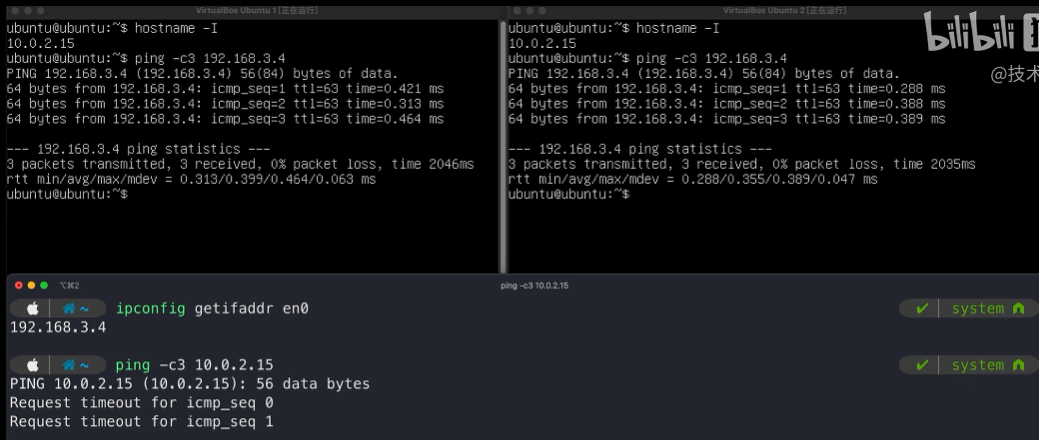 VirtualBox Ubuntu 1 [正在运行]
ubuntu@ubuntu:~$ hostname -I
10.0.2.15
ubuntu@ubuntu:~$ ping -c3 192.168.3.4
PING 192.168.3.4 (192.168.3.4) 56(84) bytes of data.
64 bytes from 192.168.3.4: icmp_seq=1 ttl=63 time=0.421 ms
64 bytes from 192.168.3.4: icmp_seq=2 ttl=63 time=0.313 ms
64 bytes from 192.168.3.4: icmp_seq=3 ttl=63 time=0.464 ms
--- 192.168.3.4 ping statistics ---
3 packets transmitted, 3 received, 0% packet loss, time 2046ms
rtt min/avg/max/mdev = 0.313/0.399/0.464/0.063 ms
ubuntu@ubuntu:~$
VirtualBox Ubuntu 2 [正在运行]
ubuntu@ubuntu:~$ hostname -I
10.0.2.15
ubuntu@ubuntu:~$ ping -c3 192.168.3.4
PING 192.168.3.4 (192.168.3.4) 56(84) bytes of data.
64 bytes from 192.168.3.4: icmp_seq=1 ttl=63 time=0.288 ms
64 bytes from 192.168.3.4: icmp_seq=2 ttl=63 time=0.388 ms
64 bytes from 192.168.3.4: icmp_seq=3 ttl=63 time=0.389 ms
--- 192.168.3.4 ping statistics ---
3 packets transmitted, 3 received, 0% packet loss, time 2035ms
rtt min/avg/max/mdev = 0.288/0.355/0.389/0.047 ms
ubuntu@ubuntu:~$
bilibili
@技术
⌥⌘2 ping -c3 10.0.2.15
~ ipconfig getifaddr en0 ✔ system
192.168.3.4
~ ping -c3 10.0.2.15 ✔ system
PING 10.0.2.15 (10.0.2.15): 56 data bytes
Request timeout for icmp_seq 0
Request timeout for icmp_seq 1